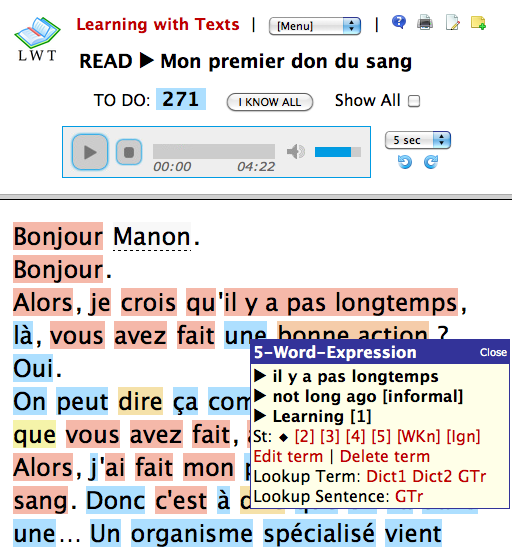 Learning with Texts | [Menu] |
LWT
READ ▶ Mon premier don du sang
TO DO: 271 I KNOW ALL Show All
5 sec
00:00 04:22
Bonjour Manon.
Bonjour.
Alors, je crois qu'il y a pas longtemps,
là, vous avez fait une bonne action ?
Oui.
On peut dire ça com
que vous avez fait,
Alors, j'ai fait mon
sang. Donc c'est à
une... Un organisme spécialisé vient
5-Word-Expression Close
▶ il y a pas longtemps
▶ not long ago [informal]
▶ Learning [1]
St: ◆ [2] [3] [4] [5] [WKn] [Ign]
Edit term | Delete term
Lookup Term: Dict1 Dict2 GTr
Lookup Sentence: GTr